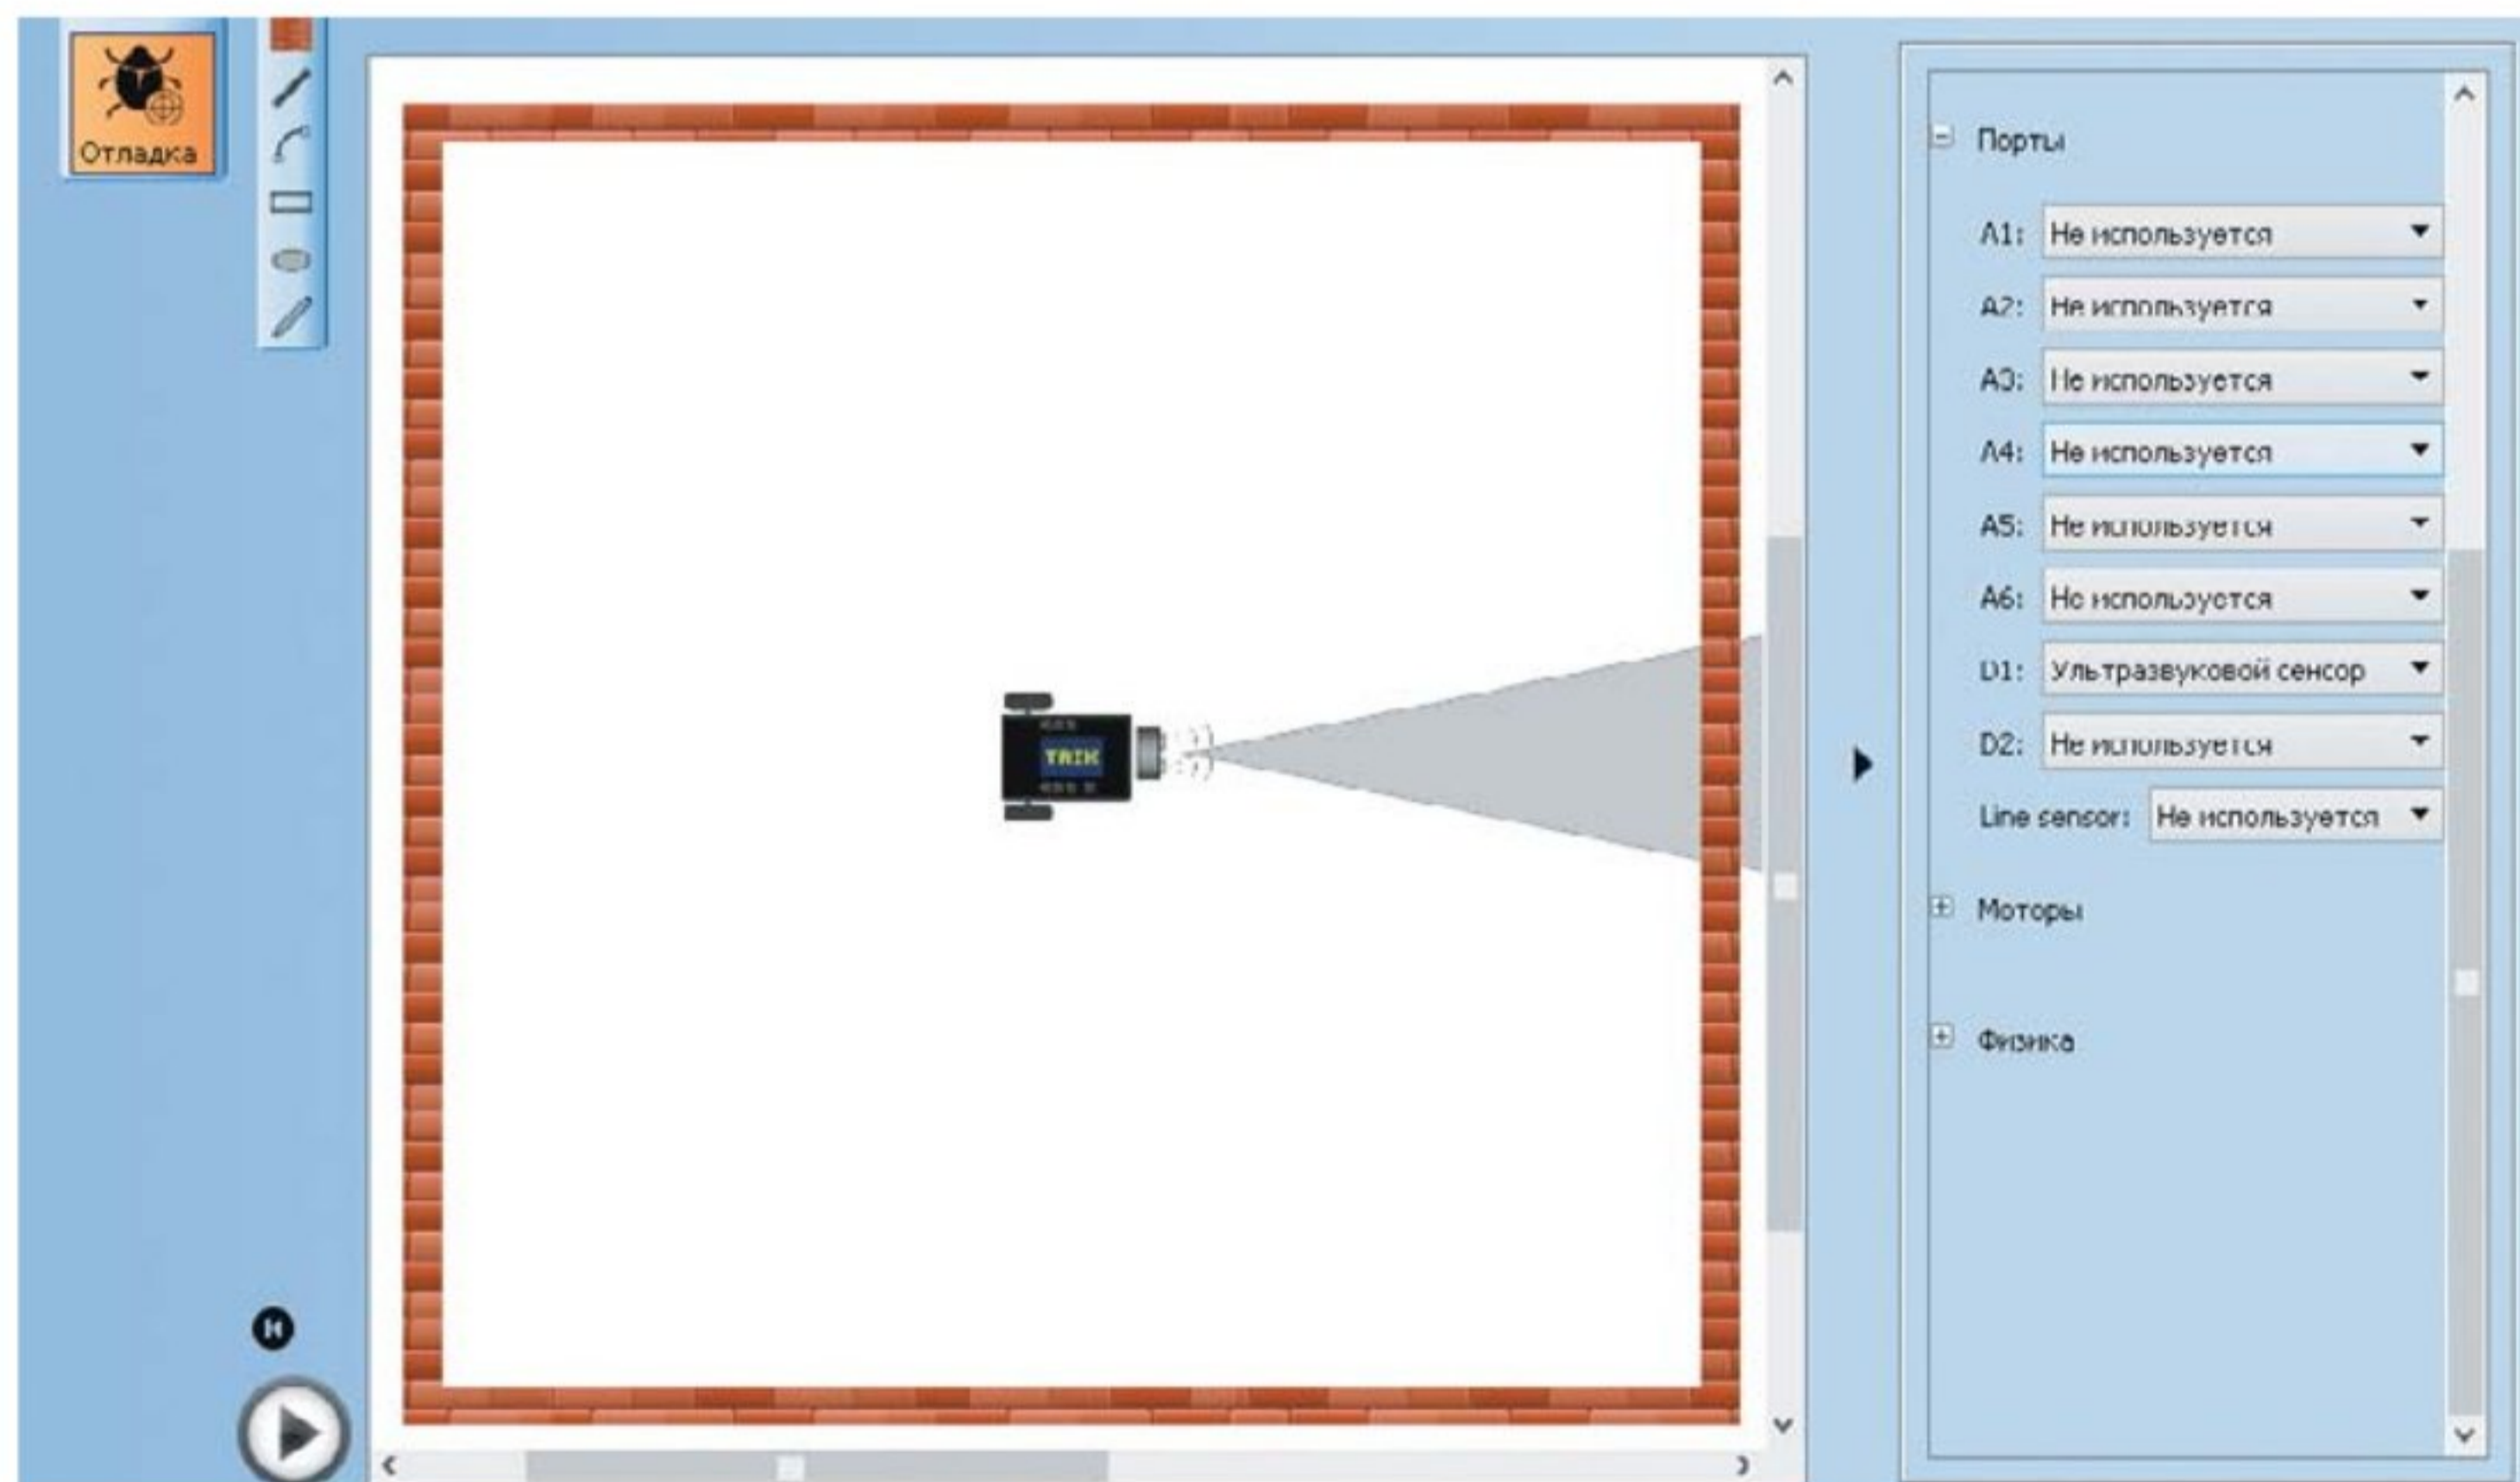 Отладка
TRIK
Порты
A1: Не используется
A2: Не используется
A3: Не используется
A4: Не используется
A5: Не используется
A6: Не используется
D1: Ультразвуковой сенсор
D2: Не используется
Line sensor: Не используется
Моторы
Физика